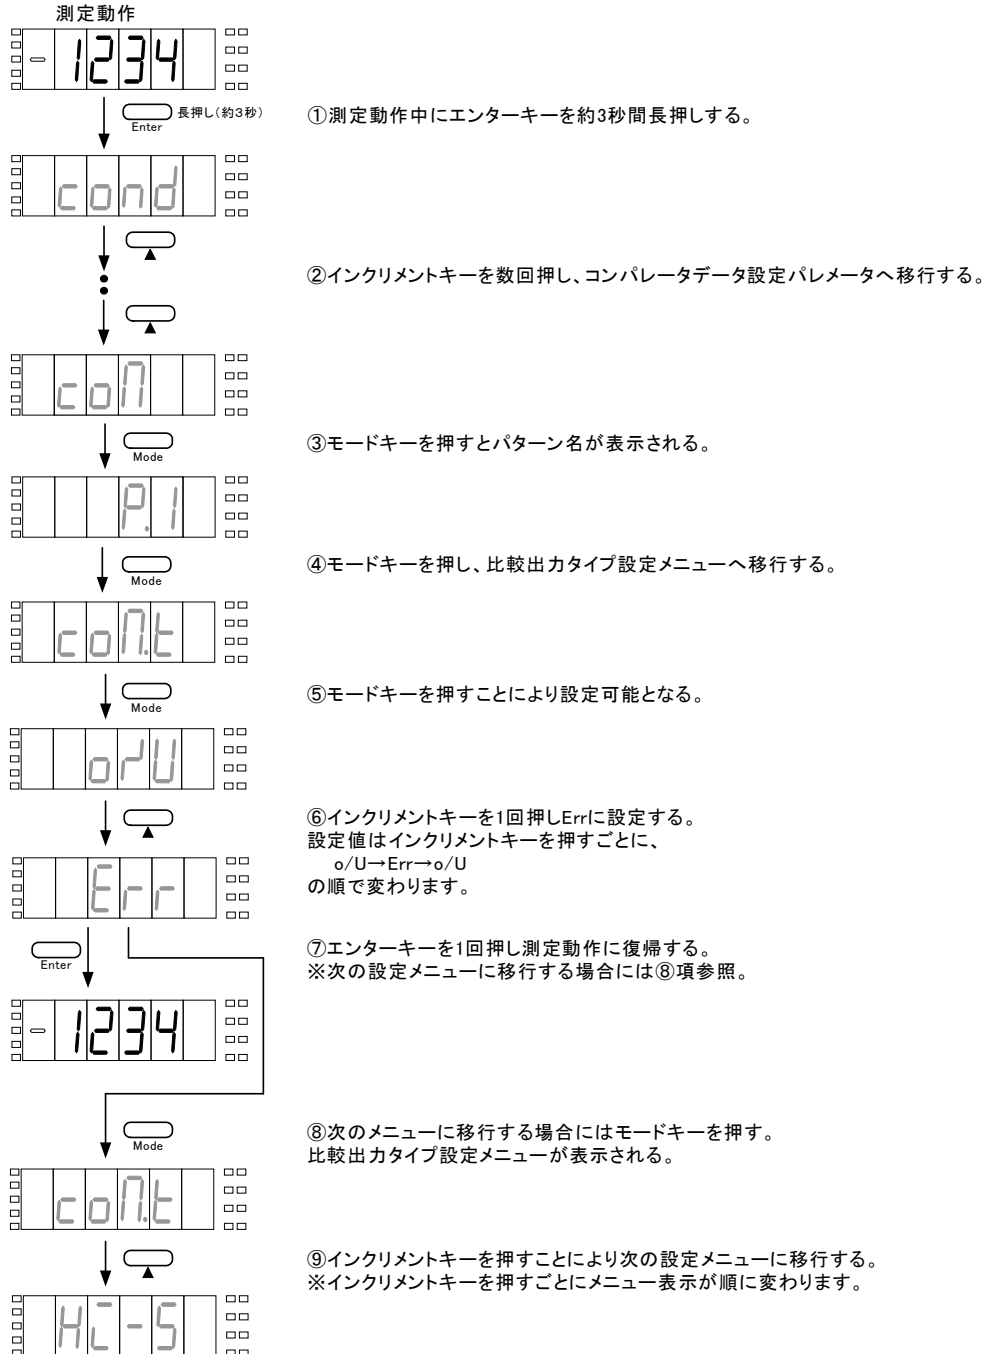 測定動作
-1234
長押し(約3秒)
Enter
①測定動作中にエンターキーを約3秒間長押しする。
cond
②インクリメントキーを数回押し、コンパレータデータ設定パレメータへ移行する。
coM
③モードキーを押すとパターン名が表示される。
Mode
P.1
④モードキーを押し、比較出力タイプ設定メニューへ移行する。
Mode
coM.t
⑤モードキーを押すことにより設定可能となる。
Mode
o/U
⑥インクリメントキーを1回押しErrに設定する。
設定値はインクリメントキーを押すごとに、
o/U→Err→o/U
の順で変わります。
Err
⑦エンターキーを1回押し測定動作に復帰する。
※次の設定メニューに移行する場合には⑧項参照。
Enter
-1234
⑧次のメニューに移行する場合にはモードキーを押す。
比較出力タイプ設定メニューが表示される。
Mode
coM.t
⑨インクリメントキーを押すことにより次の設定メニューに移行する。
※インクリメントキーを押すごとにメニュー表示が順に変わります。
HI-S